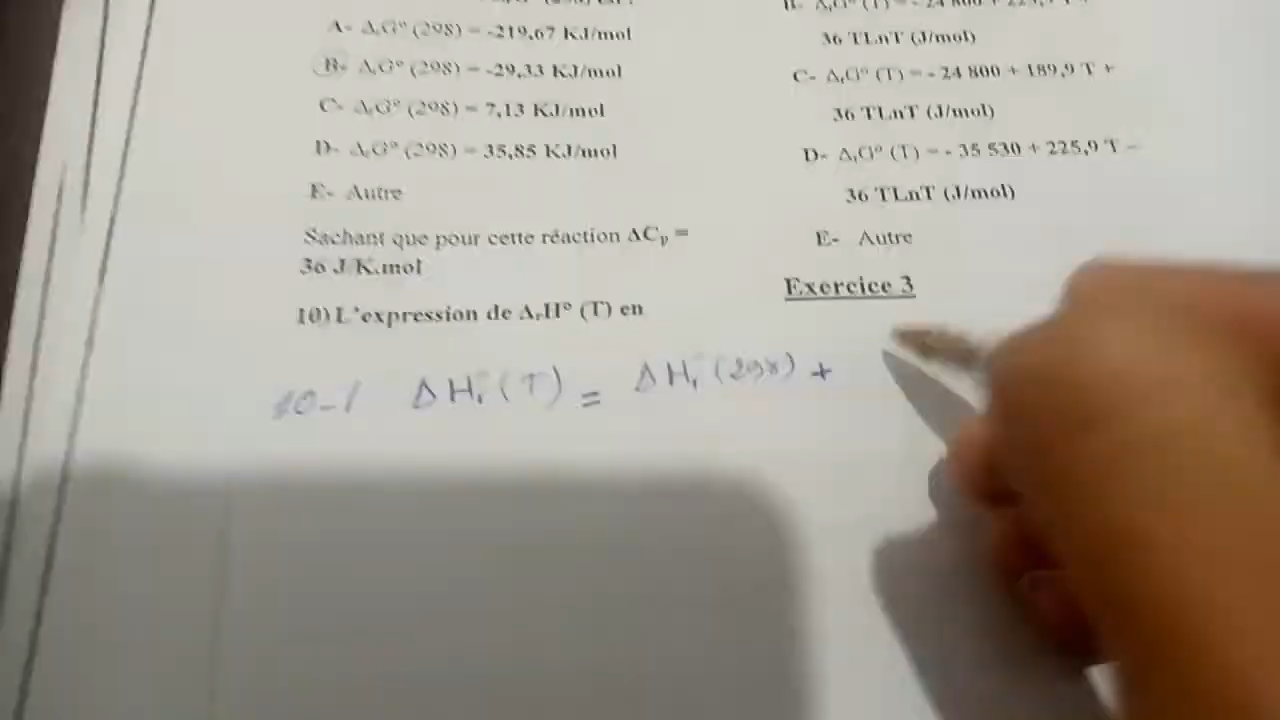 A- ΔrG° (298) = -219,67 KJ/mol
B- ΔrG° (298) = -29,33 KJ/mol
C- ΔrG° (298) = 7,13 KJ/mol
D- ΔrG° (298) = 35,85 KJ/mol
E- Autre
Sachant que pour cette réaction ΔCp =
36 J/K.mol
10) L'expression de ΔrH° (T) en
36 TLnT (J/mol)
C- ΔrG° (T) = - 24 800 + 189,9 T +
36 TLnT (J/mol)
D- ΔrG° (T) = - 35 530 + 225,9 T –
36 TLnT (J/mol)
E- Autre
Exercice 3
10-/ ΔHr° (T) = ΔHr° (298) +